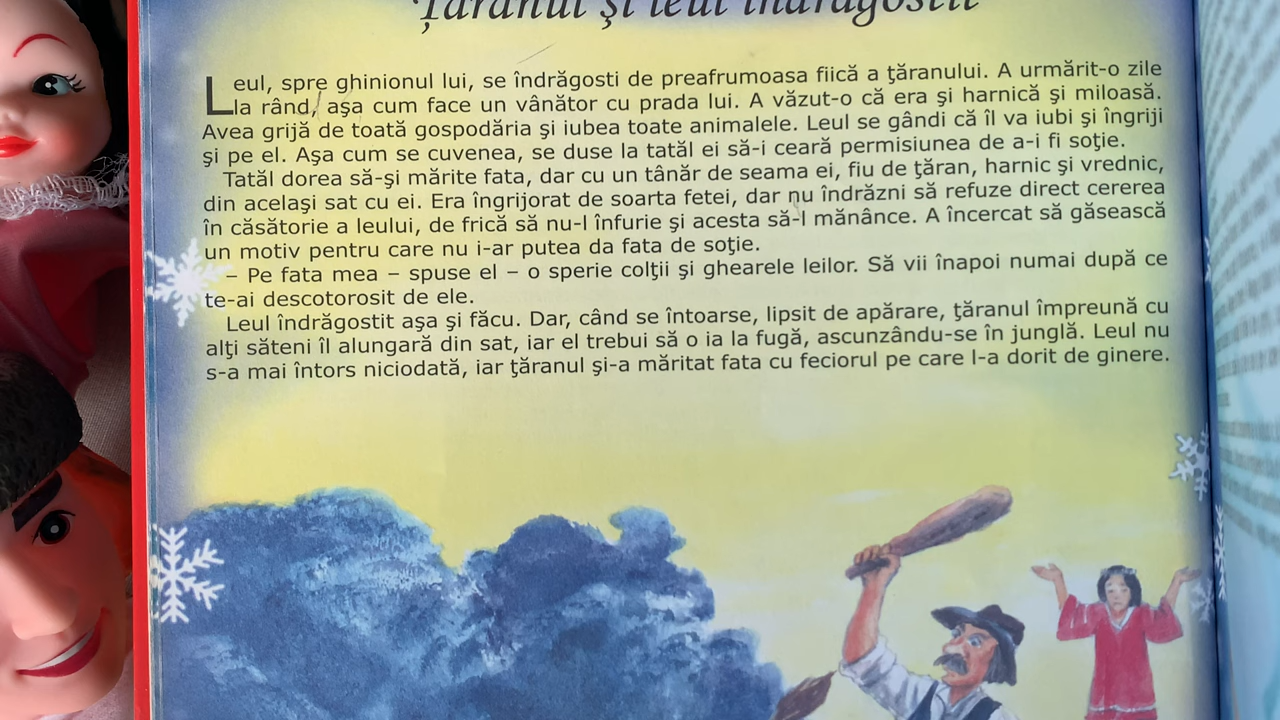 Țăranul şi leul îndrăgostit
Leul, spre ghinionul lui, se îndrăgosti de preafrumoasa fiică a ţăranului. A urmărit-o zile
la rând, aşa cum face un vânător cu prada lui. A văzut-o că era şi harnică şi miloasă.
Avea grijă de toată gospodăria şi iubea toate animalele. Leul se gândi că îl va iubi şi îngriji
şi pe el. Aşa cum se cuvenea, se duse la tatăl ei să-i ceară permisiunea de a-i fi soţie.
Tatăl dorea să-şi mărite fata, dar cu un tânăr de seama ei, fiu de ţăran, harnic şi vrednic,
din acelaşi sat cu ei. Era îngrijorat de soarta fetei, dar nu îndrăzni să refuze direct cererea
în căsătorie a leului, de frică să nu-l înfurie şi acesta să-l mănânce. A încercat să găsească
un motiv pentru care nu i-ar putea da fata de soţie.
– Pe fata mea – spuse el – o sperie colţii şi ghearele leilor. Să vii înapoi numai după ce
te-ai descotorosit de ele.
Leul îndrăgostit aşa şi făcu. Dar, când se întoarse, lipsit de apărare, ţăranul împreună cu
alţi săteni îl alungară din sat, iar el trebui să o ia la fugă, ascunzându-se în junglă. Leul nu
s-a mai întors niciodată, iar ţăranul şi-a măritat fata cu feciorul pe care l-a dorit de ginere.